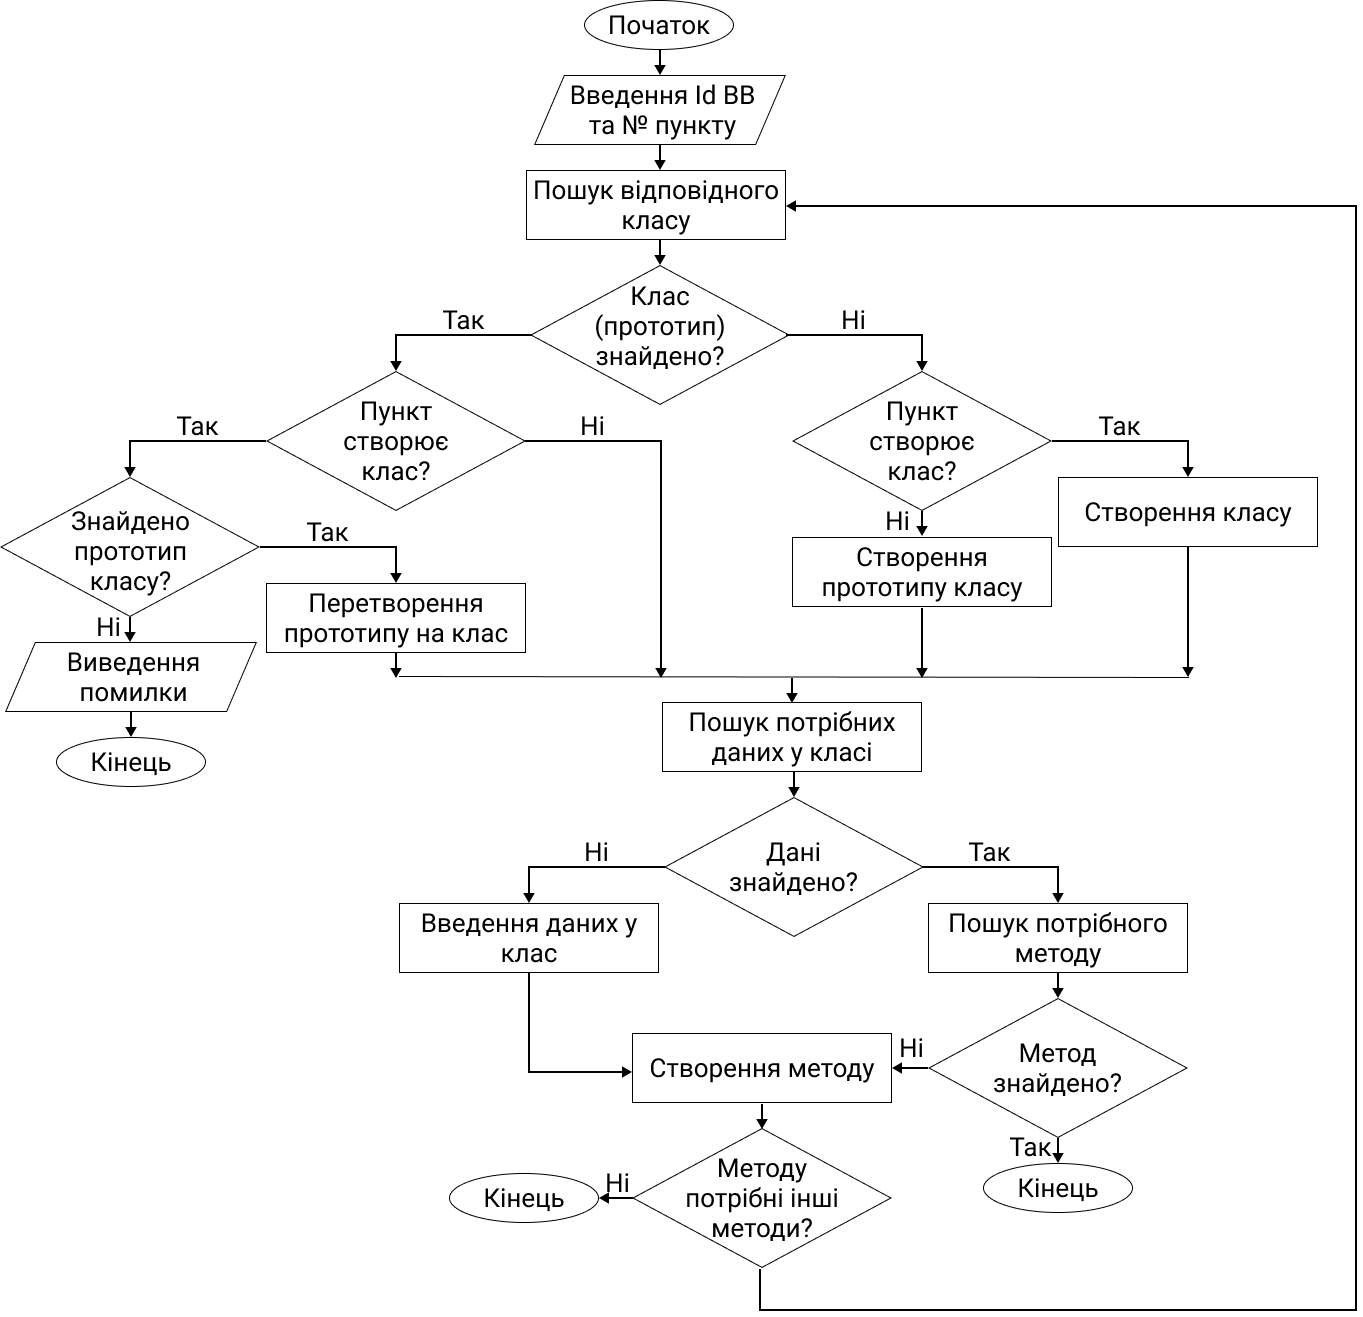 Початок
Введення Id ВВ
та № пункту
Пошук відповідного
класу
Клас
(прототип)
знайдено?
Так
Ні
Пункт
створює
клас?
Так
Ні
Пункт
створює
клас?
Так
Ні
Знайдено
прототип
класу?
Так
Ні
Створення класу
Створення
прототипу класу
Перетворення
прототипу на клас
Виведення
помилки
Кінець
Пошук потрібних
даних у класі
Дані
знайдено?
Ні
Так
Введення даних у
клас
Пошук потрібного
методу
Створення методу
Ні
Метод
знайдено?
Так
Кінець
Методу
потрібні інші
методи?
Ні
Кінець